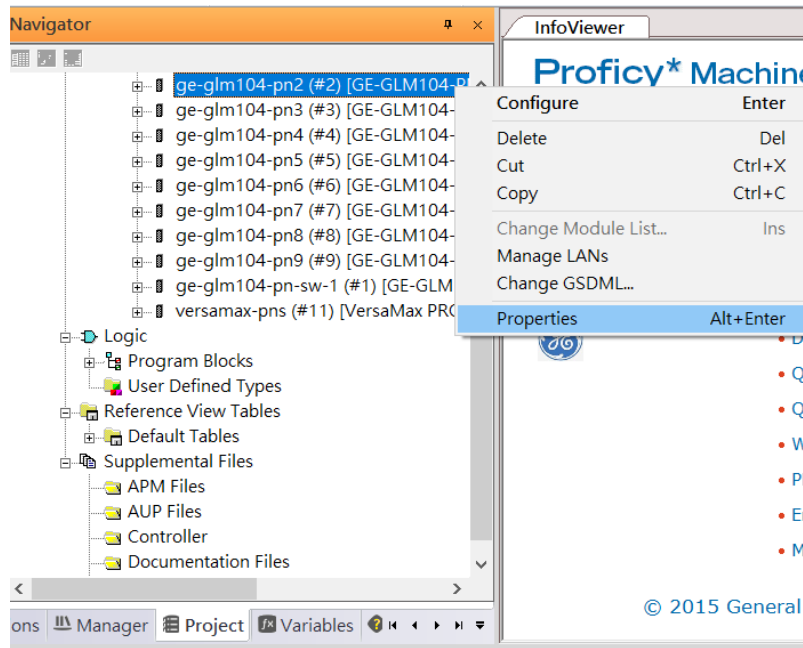 Navigator
InfoViewer
Proficy* Machine
ge-glm104-pn2 (#2) [GE-GLM104-P
ge-glm104-pn3 (#3) [GE-GLM104-
ge-glm104-pn4 (#4) [GE-GLM104-
ge-glm104-pn5 (#5) [GE-GLM104-
ge-glm104-pn6 (#6) [GE-GLM104-
ge-glm104-pn7 (#7) [GE-GLM104-
ge-glm104-pn8 (#8) [GE-GLM104-
ge-glm104-pn9 (#9) [GE-GLM104-
ge-glm104-pn-sw-1 (#1) [GE-GLM
versamax-pns (#11) [VersaMax PRO
Logic
Program Blocks
User Defined Types
Reference View Tables
Default Tables
Supplemental Files
APM Files
AUP Files
Controller
Documentation Files
Configure Enter
Delete Del
Cut Ctrl+X
Copy Ctrl+C
Change Module List... Ins
Manage LANs
Change GSDML...
Properties Alt+Enter
• D
• Q
• Q
• W
• P
• E
• M
© 2015 General
ons Manager Project Variables